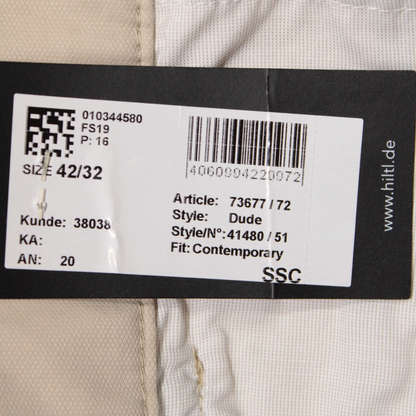 010344580
FS19
P: 16
SIZE 42/32
4060994220972
Article: 73677 / 72
Style: Dude
Style/N°: 41480 / 51
Fit: Contemporary
Kunde: 38038
KA:
AN: 20
SSC
www.hiltl.de